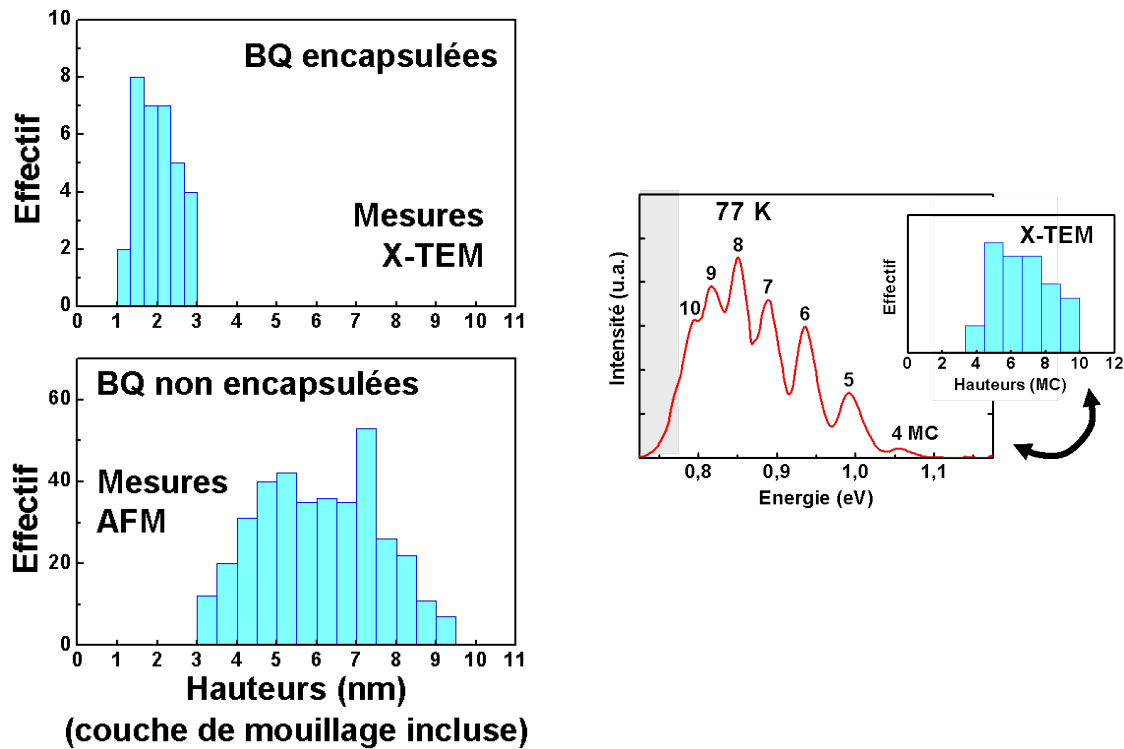 10
8
6
4
2
0
Effectif
BQ encapsulées
Mesures
X-TEM
0 1 2 3 4 5 6 7 8 9 10 11
60
40
20
0
Effectif
BQ non encapsulées
Mesures
AFM
0 1 2 3 4 5 6 7 8 9 10 11
Hauteurs (nm)
(couche de mouillage incluse)
Intensité (u.a.)
77 K
10
9
8
7
6
5
4 MC
0,8 0,9 1,0 1,1
Energie (eV)
X-TEM
Effectif
0 2 4 6 8 10 12
Hauteurs (MC)